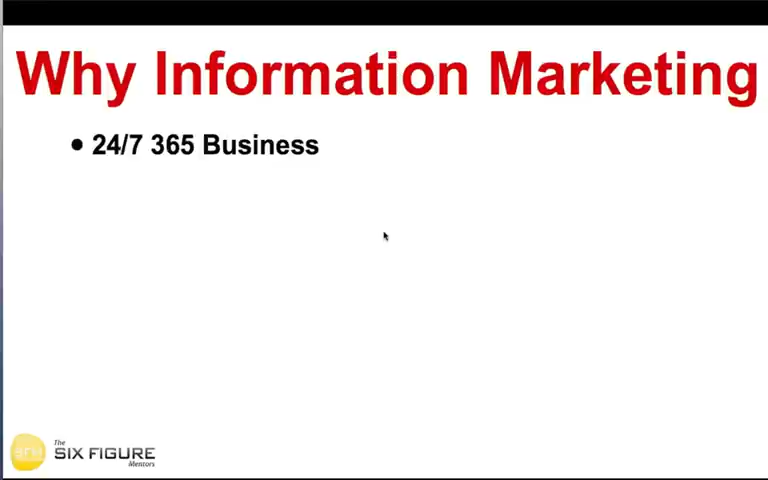 Why Information Marketing
• 24/7 365 Business
The
SIX FIGURE
Mentors